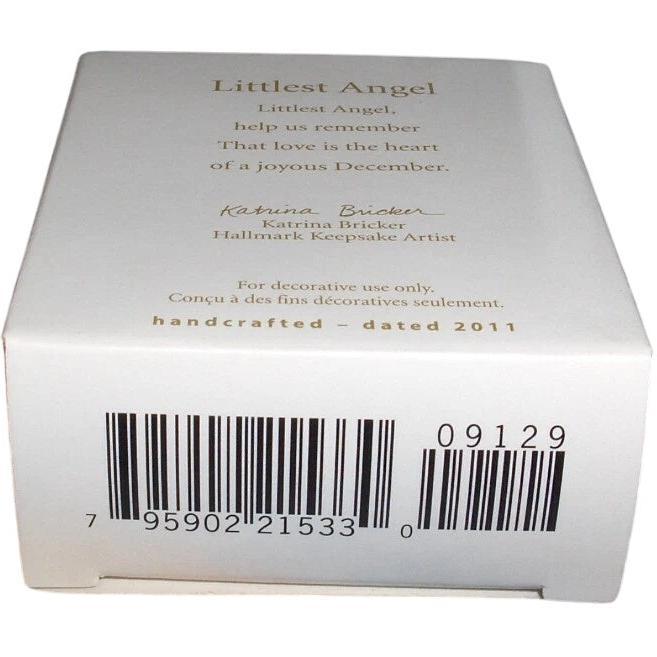 Littlest Angel
Littlest Angel,
help us remember
That love is the heart
of a joyous December.
Katrina Bricker
Katrina Bricker
Hallmark Keepsake Artist
For decorative use only.
Conçu à des fins décoratives seulement.
handcrafted – dated 2011
09129
7 95902 21533 0